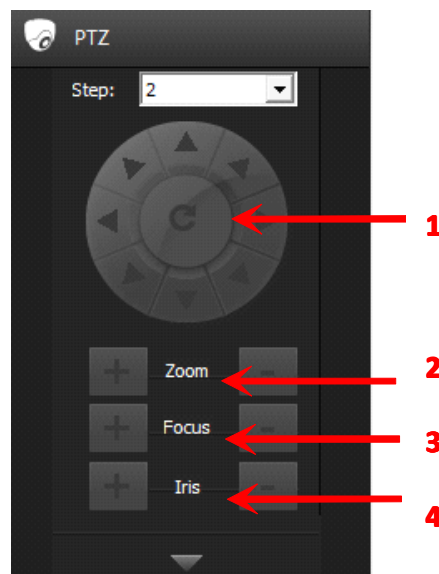 PTZ
Step: 2
1
+ Zoom -
2
+ Focus -
3
+ Iris -
4